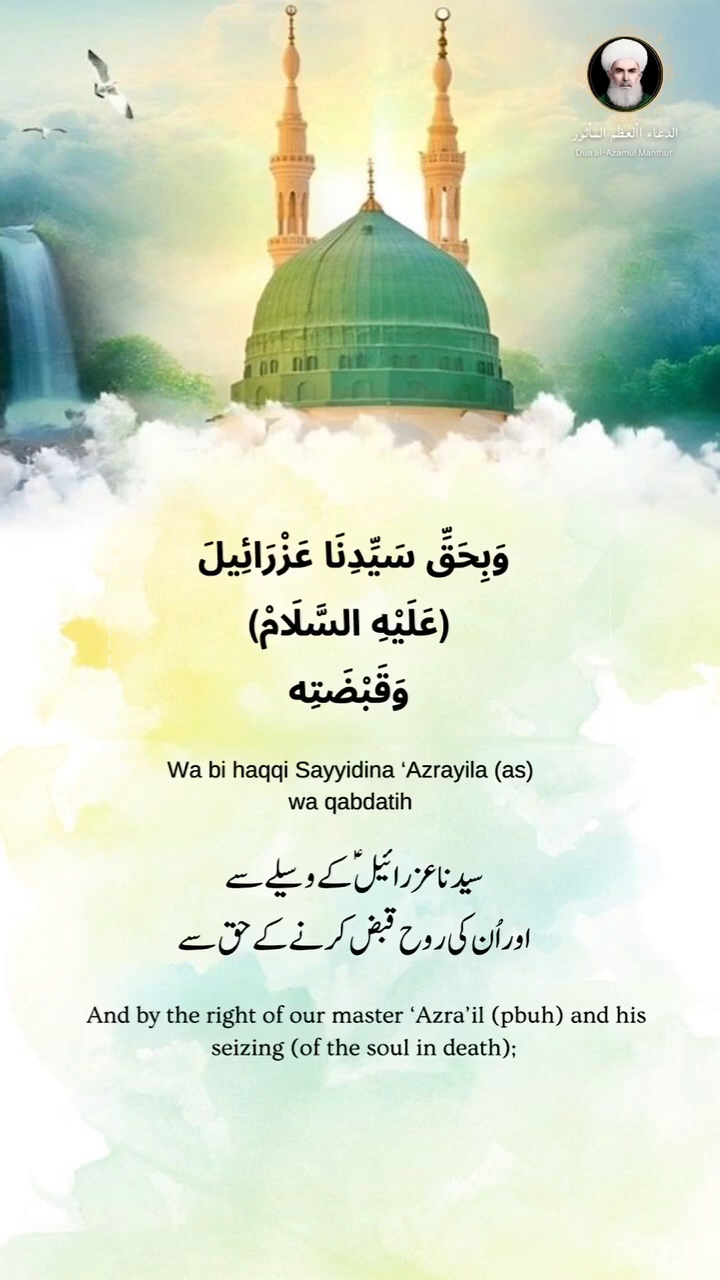 الدعاء الأعظم المأثور
Dua al-Azamul Manthur
وَبِحَقِّ سَيِّدِنَا عَزْرَائِيلَ
(عَلَيْهِ السَّلَامْ)
وَقَبْضَتِه
Wa bi haqqi Sayyidina ‘Azrayila (as)
wa qabdatih
سیدنا عزرائیلؑ کے وسیلے سے
اور اُن کی روح قبض کرنے کے حق سے
And by the right of our master ‘Azra’il (pbuh) and his
seizing (of the soul in death);